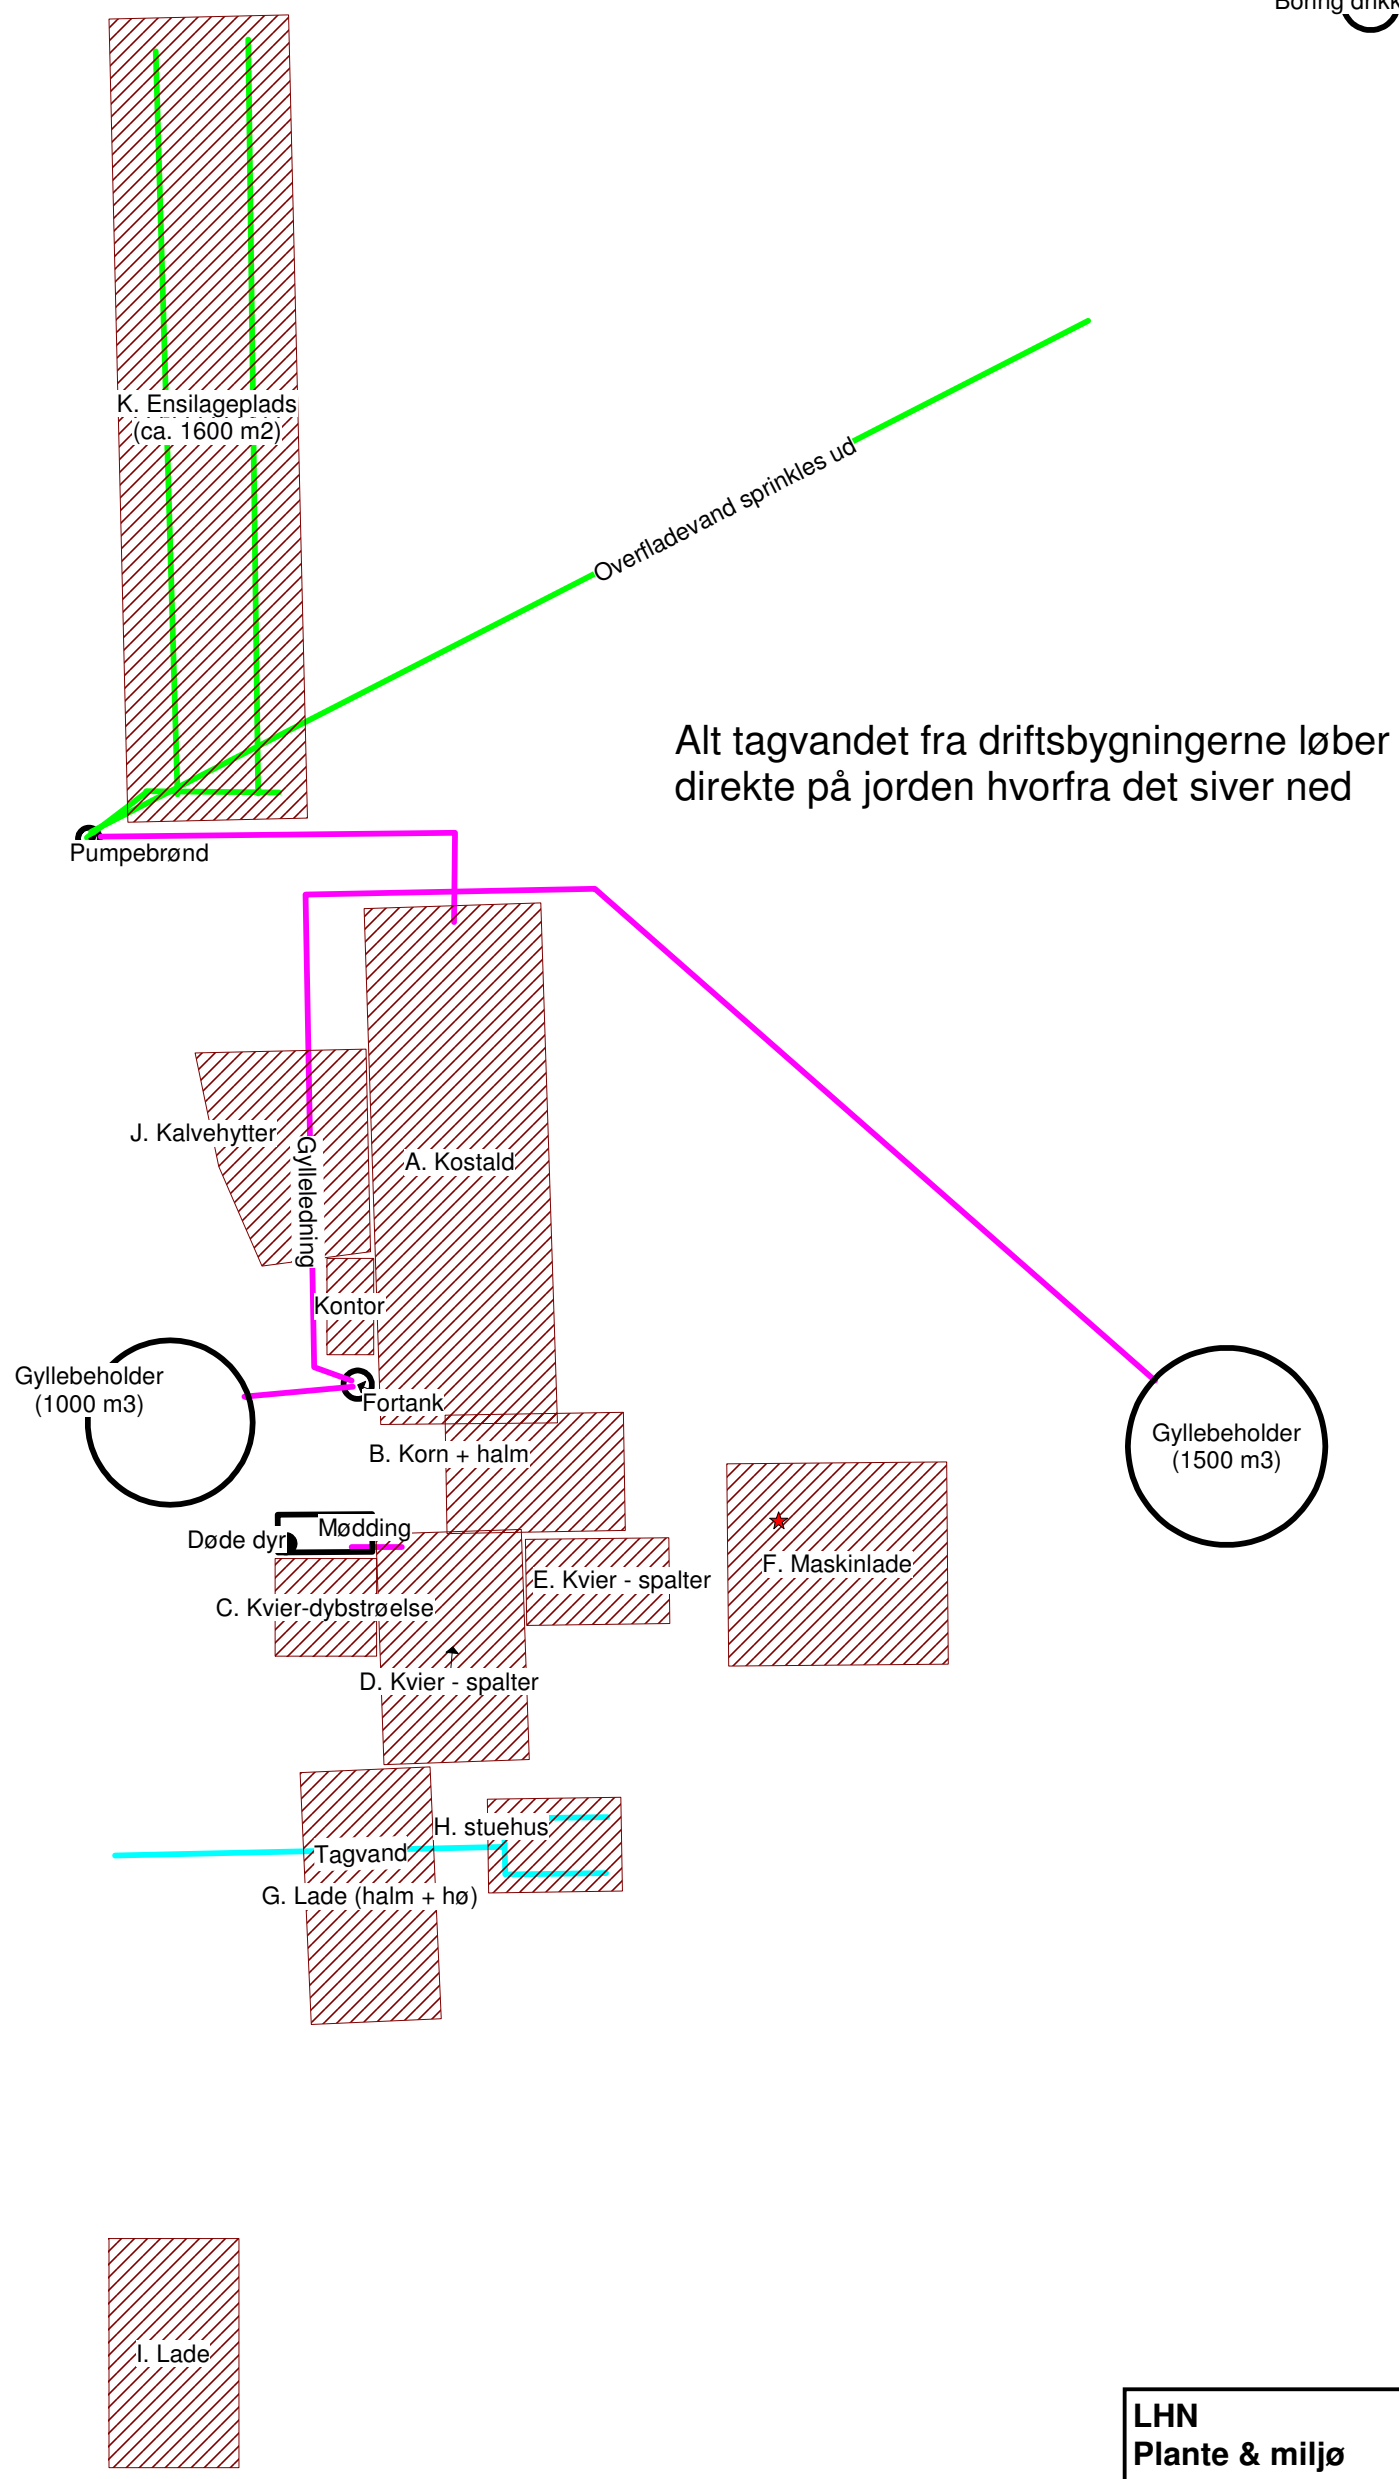 Boring
K. Ensilageplads
(ca. 1600 m2)
Overfladevand sprinkles ud
Alt tagvandet fra driftsbygningerne løber
direkte på jorden hvorfra det siver ned
Pumpebrønd
J. Kalvehytter
Gylleledning
A. Kostald
Kontor
Gyllebeholder
(1000 m3)
Fortank
Gyllebeholder
(1500 m3)
B. Korn + halm
Mødding
Døde dyr
F. Maskinlade
E. Kvier - spalter
C. Kvier-dybstrøelse
D. Kvier - spalter
H. stuehus
Tagvand
G. Lade (halm + hø)
I. Lade
LHN
Plante & miljø